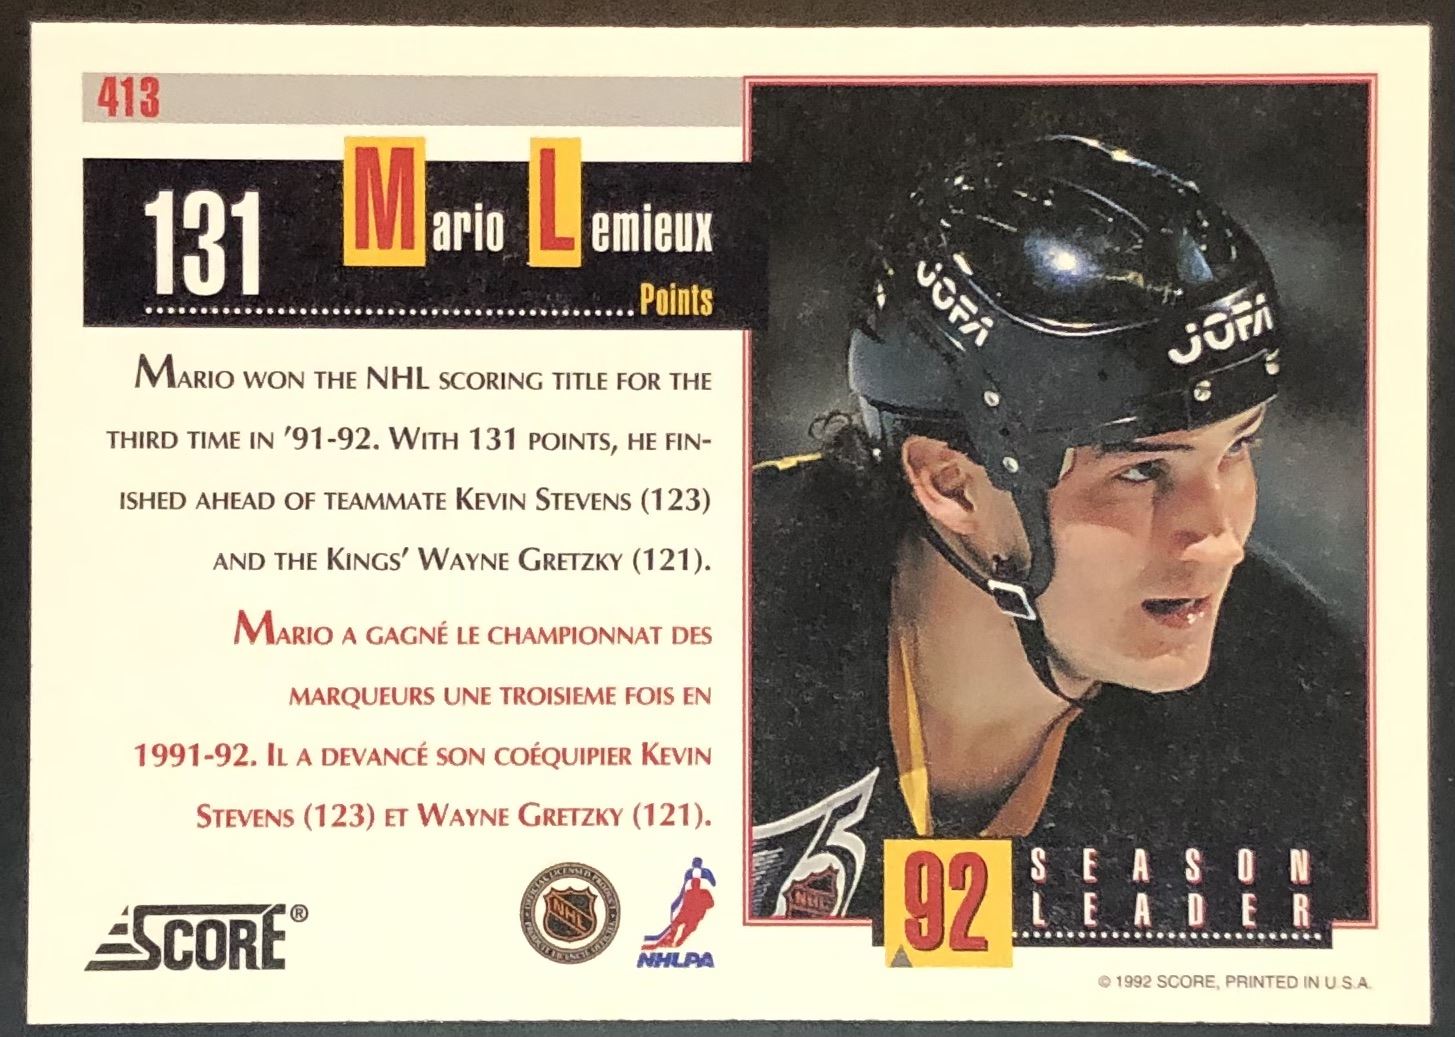 413
131
Mario Lemieux
Points
Mario won the NHL scoring title for the
third time in '91-92. With 131 points, he fin-
ished ahead of teammate Kevin Stevens (123)
and the Kings' Wayne Gretzky (121).
Mario a gagné le championnat des
marqueurs une troisieme fois en
1991-92. Il a devancé son coéquipier Kevin
Stevens (123) et Wayne Gretzky (121).
SCORE®
NHL
NHLPA
JOFA
JOFA
75
NHL
92
SEASON
LEADER
© 1992 SCORE, PRINTED IN U.S.A.